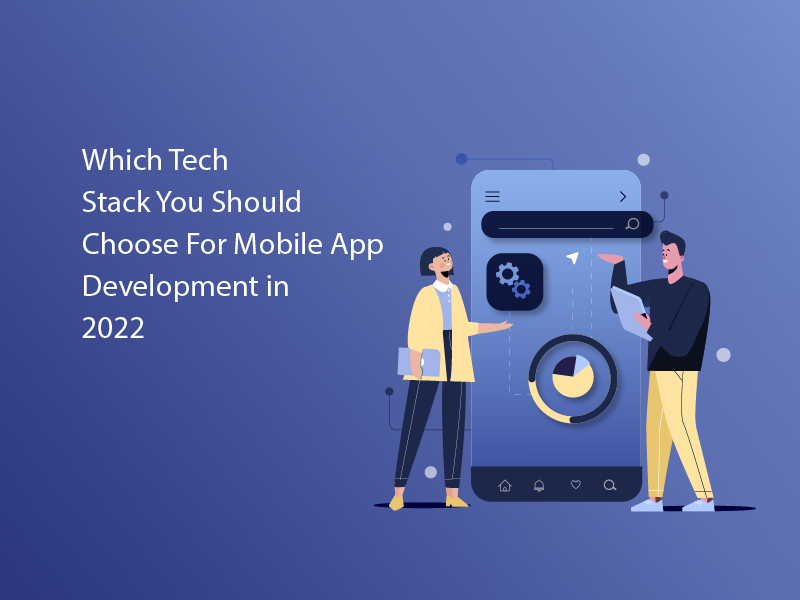 Which Tech
Stack You Should
Choose For Mobile App
Development in
2022